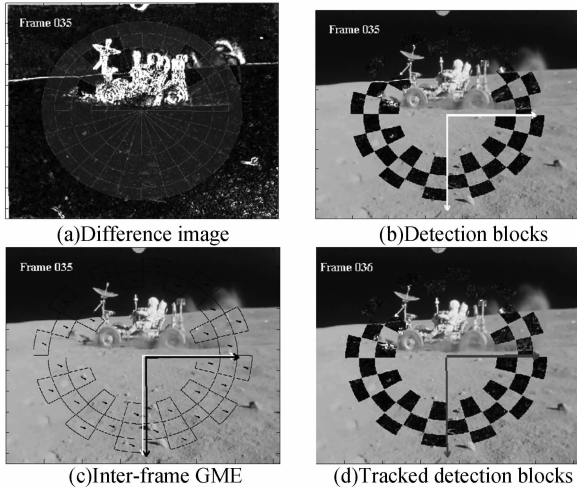 Frame 035
Frame 035
(a)Difference image
(b)Detection blocks
Frame 035
Frame 036
(c)Inter-frame GME
(d)Tracked detection blocks